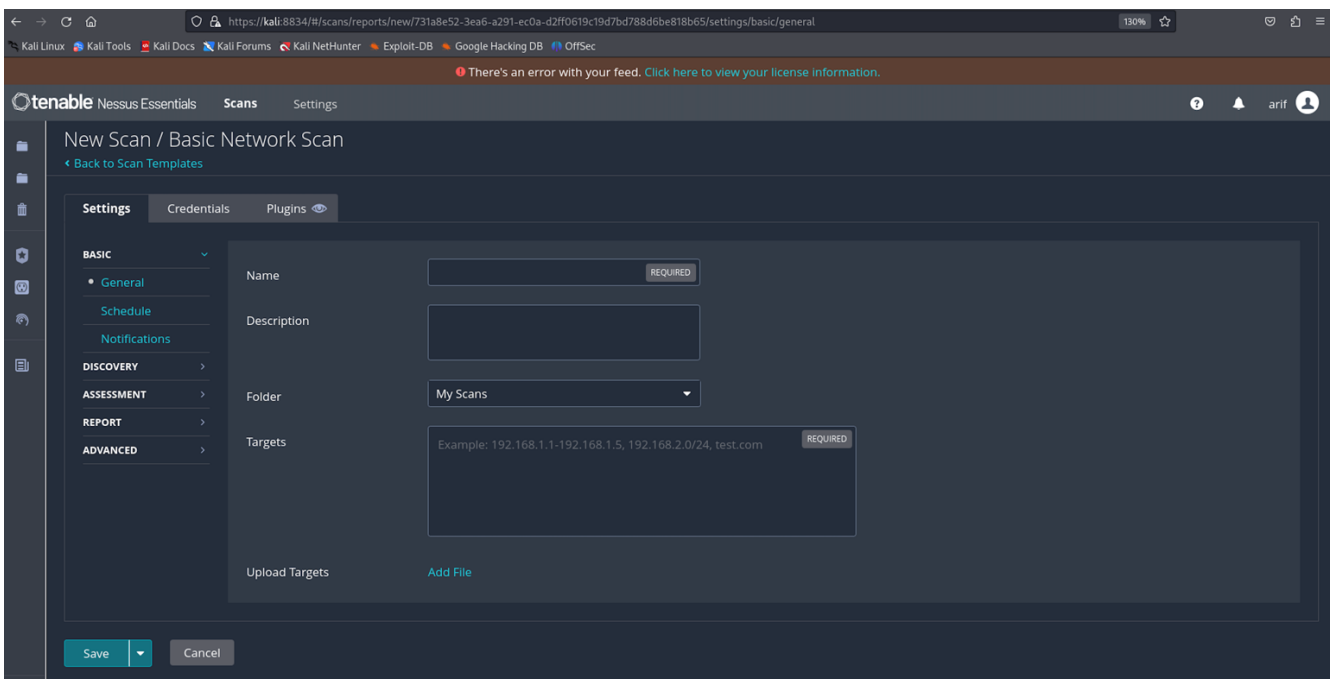 https://kali:8834/#/scans/reports/new/731a8e52-3ea6-a291-ec0a-d2ff0619c19d7bd788d6be818b65/settings/basic/general 130%
Kali Linux Kali Tools Kali Docs Kali Forums Kali NetHunter Exploit-DB Google Hacking DB OffSec
There's an error with your feed. Click here to view your license information.
tenable Nessus Essentials Scans Settings arif
New Scan / Basic Network Scan
Back to Scan Templates
Settings Credentials Plugins
BASIC
General
Schedule
Notifications
DISCOVERY
ASSESSMENT
REPORT
ADVANCED
Name REQUIRED
Description
Folder My Scans
Targets Example: 192.168.1.1-192.168.1.5, 192.168.2.0/24, test.com REQUIRED
Upload Targets Add File
Save Cancel